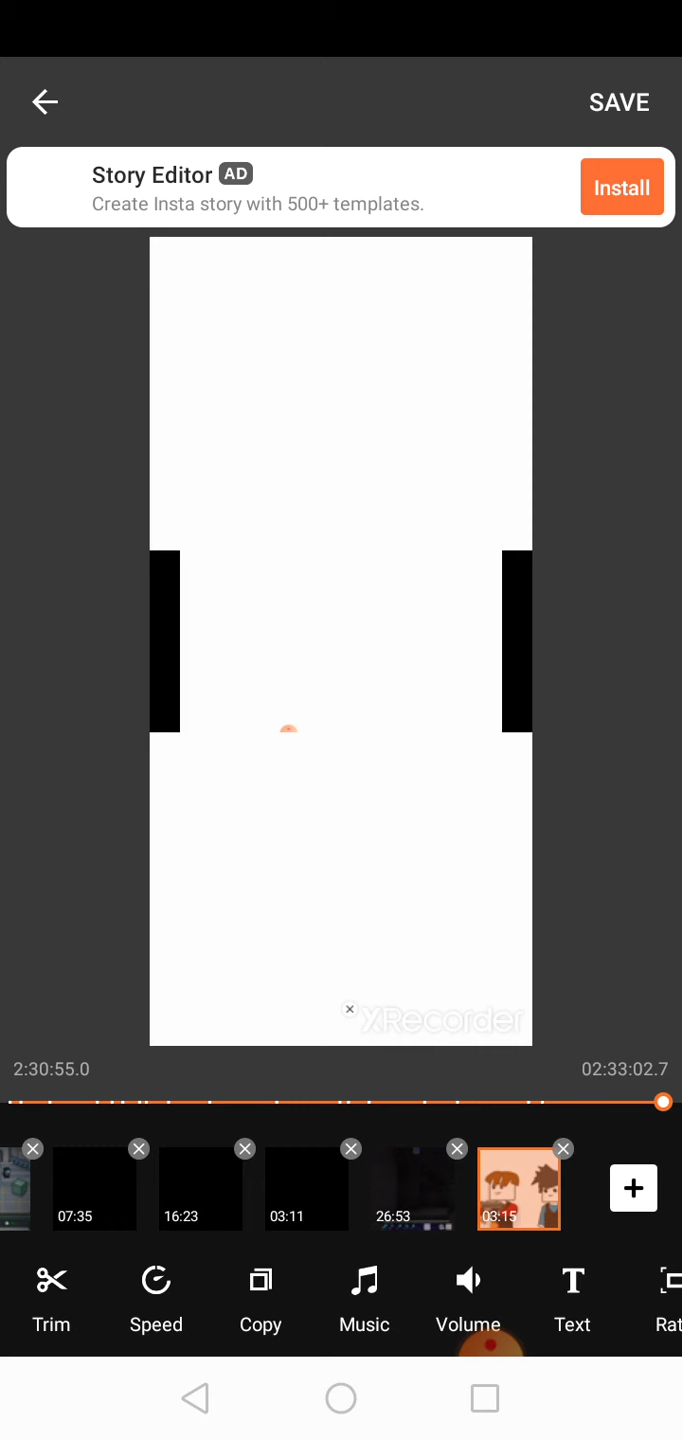 SAVE
Story Editor AD
Create Insta story with 500+ templates.
Install
XRecorder
2:30:55.0
02:33:02.7
07:35
16:23
03:11
26:53
03:15
Trim
Speed
Copy
Music
Volume
Text
Rat